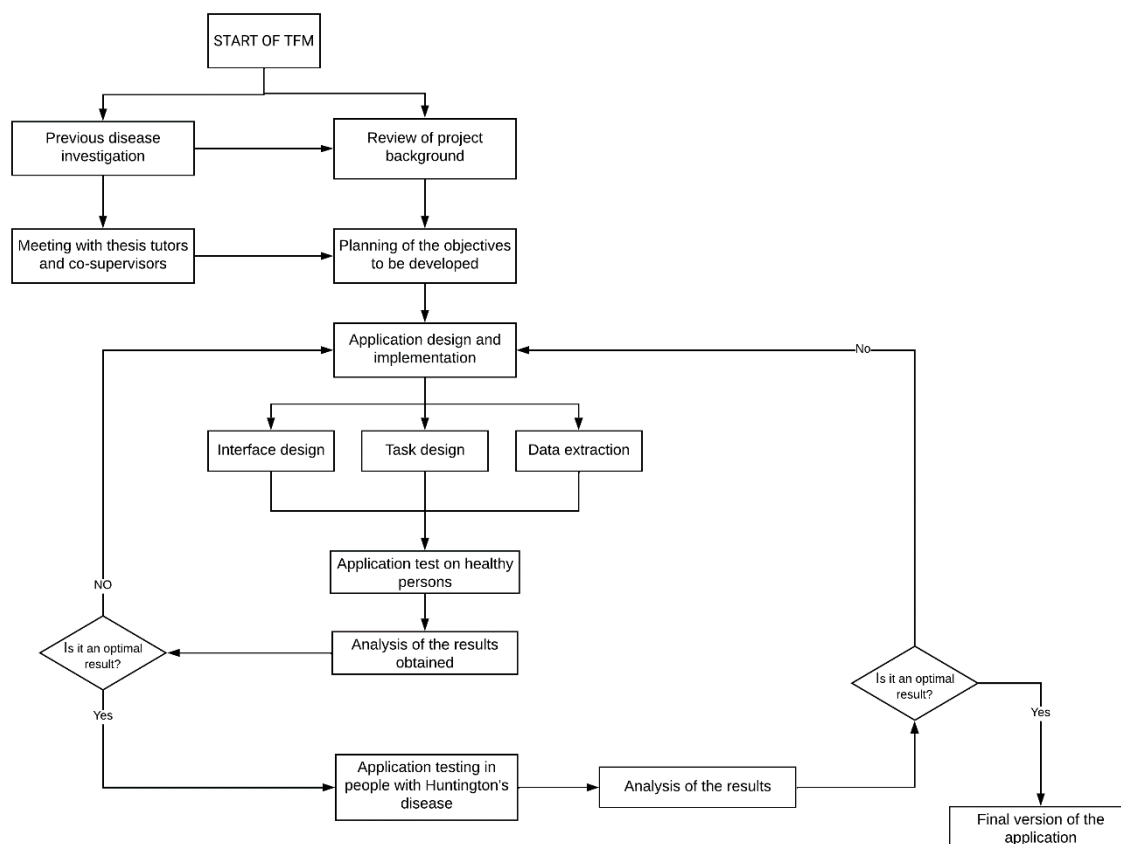 START OF TFM
Previous disease
investigation
Review of project
background
Meeting with thesis tutors
and co-supervisors
Planning of the objectives
to be developed
Application design and
implementation
No
Interface design
Task design
Data extraction
Application test on healthy
persons
NO
Analysis of the results
obtained
Is it an optimal
result?
Is it an optimal
result?
Yes
Yes
Application testing in
people with Huntington's
disease
Analysis of the results
Final version of the
application